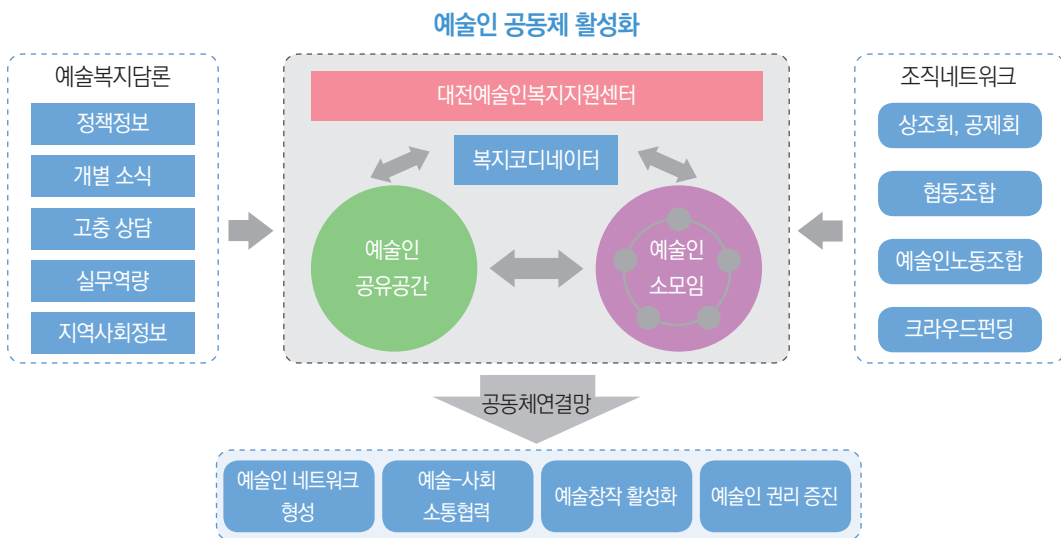 예술인 공동체 활성화
예술복지담론
정책정보
개별 소식
고충 상담
실무역량
지역사회정보
대전예술인복지지원센터
복지코디네이터
예술인
공유공간
예술인
소모임
조직네트워크
상조회, 공제회
협동조합
예술인노동조합
크라우드펀딩
공동체연결망
예술인 네트워크
형성
예술-사회
소통협력
예술창작 활성화
예술인 권리 증진